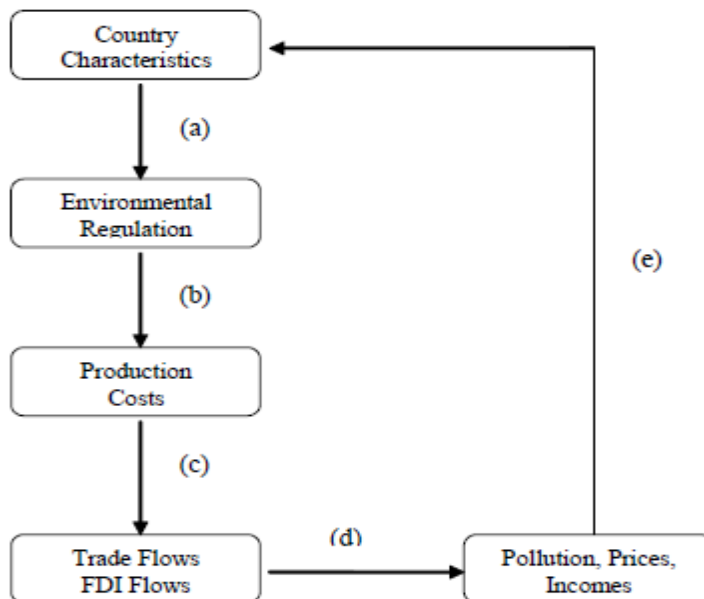 Country
Characteristics
(a)
Environmental
Regulation
(b)
(e)
Production
Costs
(c)
(d)
Trade Flows
FDI Flows
Pollution, Prices,
Incomes